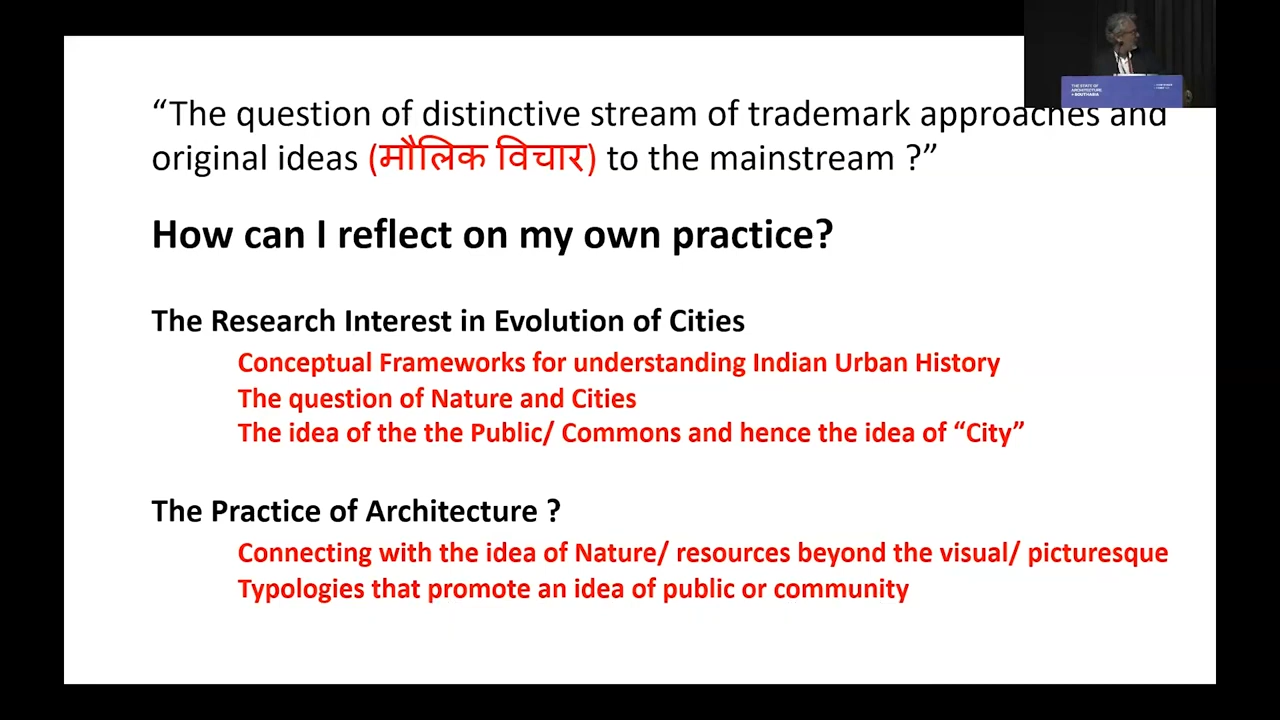 “The question of distinctive stream of trademark approaches and
original ideas (मौलिक विचार) to the mainstream ?”
How can I reflect on my own practice?
The Research Interest in Evolution of Cities
Conceptual Frameworks for understanding Indian Urban History
The question of Nature and Cities
The idea of the the Public/ Commons and hence the idea of “City”
The Practice of Architecture ?
Connecting with the idea of Nature/ resources beyond the visual/ picturesque
Typologies that promote an idea of public or community
THE STATE OF
ARCHITECTURE